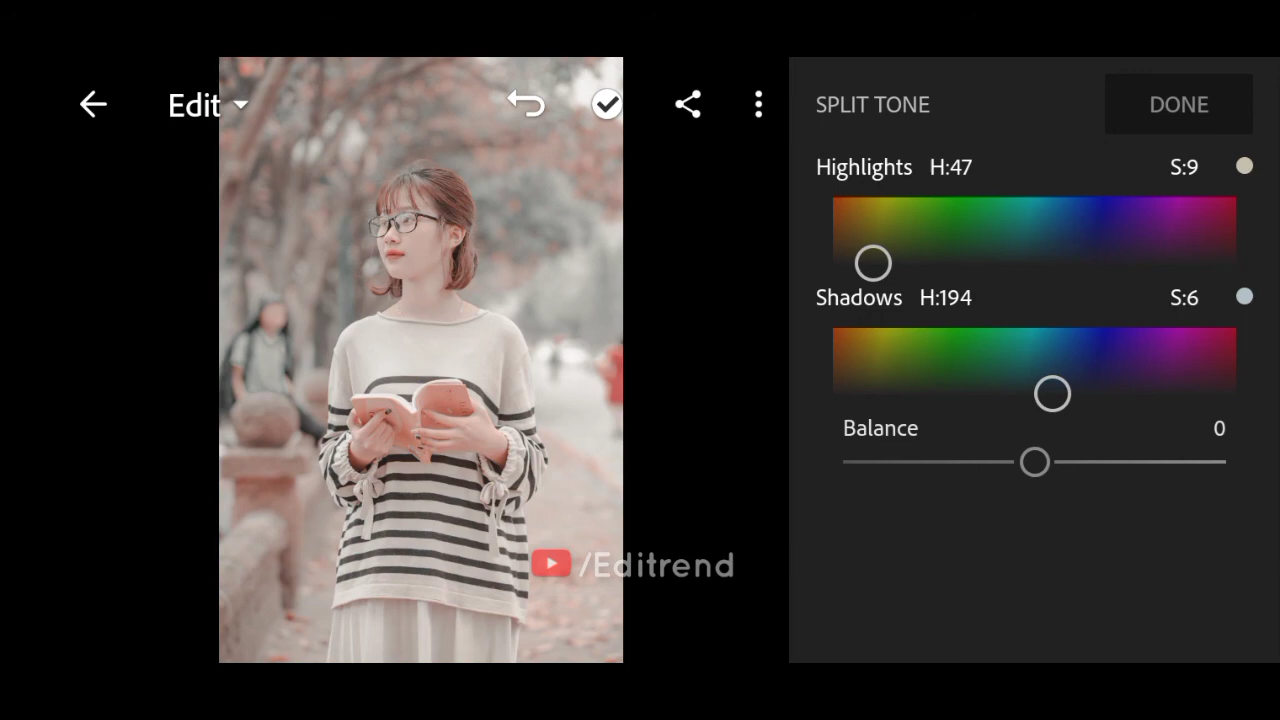 Edit
SPLIT TONE
DONE
Highlights H:47 S:9
Shadows H:194 S:6
Balance 0
/Editrend